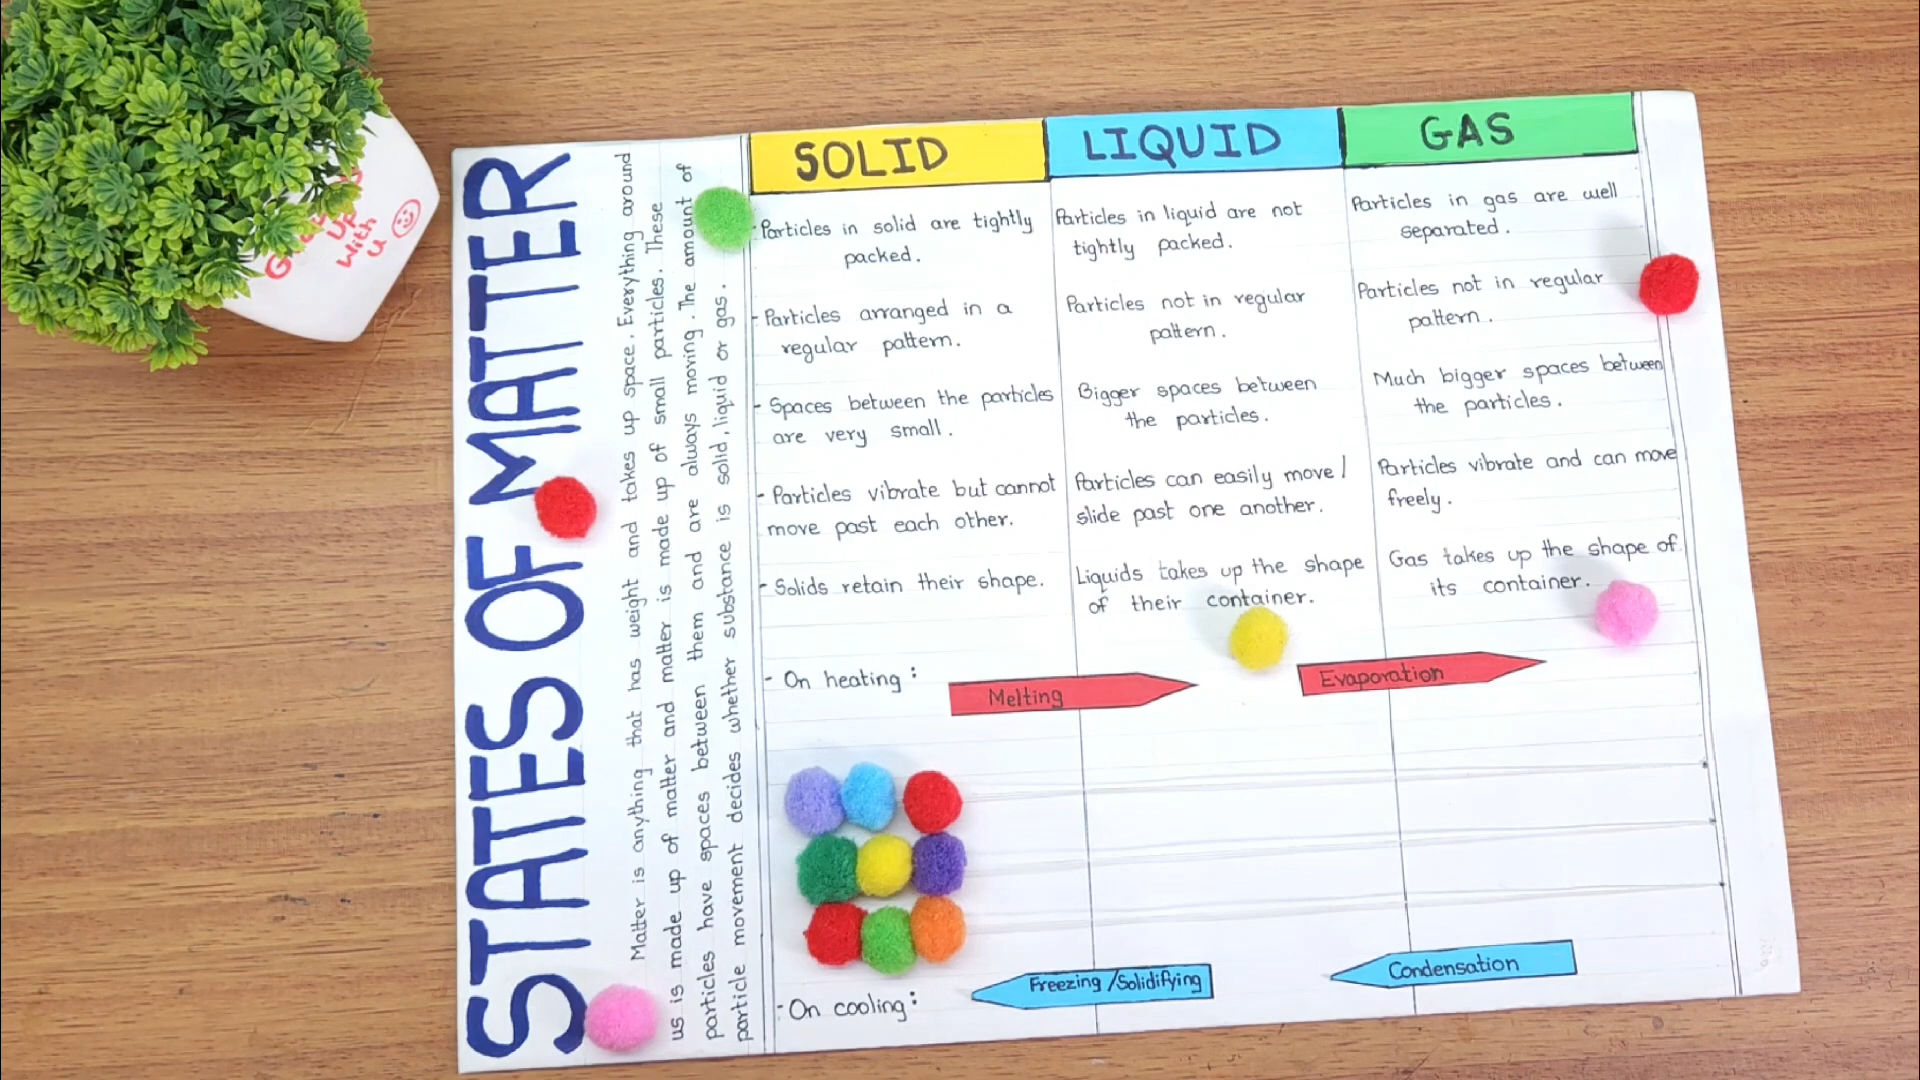 STATES OF MATTER
Matter is anything that has weight and takes up space. Everything around
us is made up of matter and matter is made up of small particles. These
particles have spaces between them and are always moving. The amount of
particle movement decides whether substance is solid, liquid or gas.
SOLID
- Particles in solid are tightly
packed.
- Particles arranged in a
regular pattern.
- Spaces between the particles
are very small.
- Particles vibrate but cannot
move past each other.
- Solids retain their shape.
LIQUID
Particles in liquid are not
tightly packed.
Particles not in regular
pattern.
Bigger spaces between
the particles.
Particles can easily move/
slide past one another.
Liquids takes up the shape
of their container.
GAS
Particles in gas are well
separated.
Particles not in regular
pattern.
Much bigger spaces between
the particles.
Particles vibrate and can move
freely.
Gas takes up the shape of
its container.
- On heating:
Melting
Evaporation
- On cooling:
Freezing/Solidifying
Condensation
up
with
u